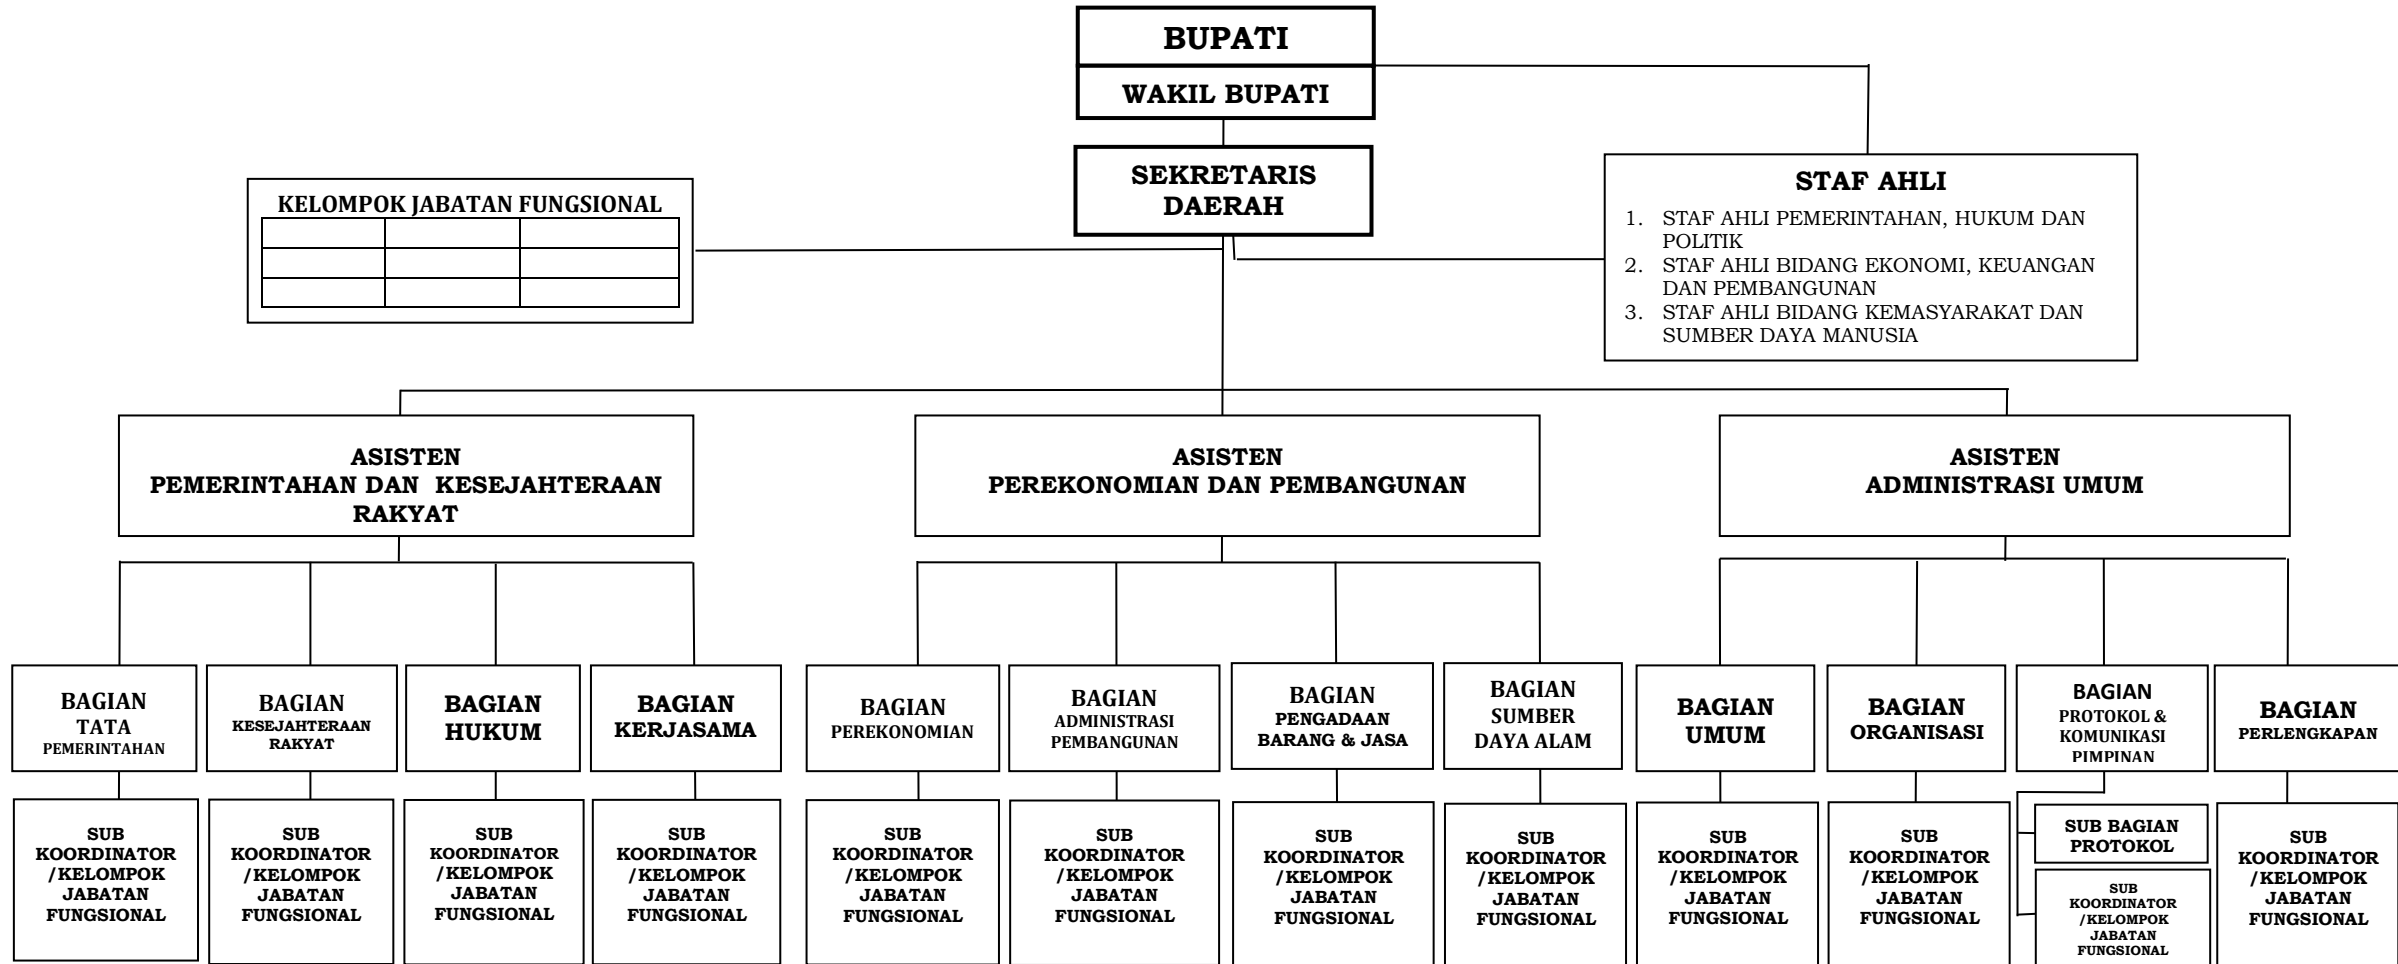 BUPATI
WAKIL BUPATI
SEKRETARIS
DAERAH
KELOMPOK JABATAN FUNGSIONAL
STAF AHLI
1. STAF AHLI PEMERINTAHAN, HUKUM DAN
POLITIK
2. STAF AHLI BIDANG EKONOMI, KEUANGAN
DAN PEMBANGUNAN
3. STAF AHLI BIDANG KEMASYARAKAT DAN
SUMBER DAYA MANUSIA
ASISTEN
PEMERINTAHAN DAN KESEJAHTERAAN
RAKYAT
ASISTEN
PEREKONOMIAN DAN PEMBANGUNAN
ASISTEN
ADMINISTRASI UMUM
BAGIAN
TATA
PEMERINTAHAN
BAGIAN
KESEJAHTERAAN
RAKYAT
BAGIAN
HUKUM
BAGIAN
KERJASAMA
BAGIAN
PEREKONOMIAN
BAGIAN
ADMINISTRASI
PEMBANGUNAN
BAGIAN
PENGADAAN
BARANG & JASA
BAGIAN
SUMBER
DAYA ALAM
BAGIAN
UMUM
BAGIAN
ORGANISASI
BAGIAN
PROTOKOL &
KOMUNIKASI
PIMPINAN
BAGIAN
PERLENGKAPAN
SUB
KOORDINATOR
/KELOMPOK
JABATAN
FUNGSIONAL
SUB
KOORDINATOR
/KELOMPOK
JABATAN
FUNGSIONAL
SUB
KOORDINATOR
/KELOMPOK
JABATAN
FUNGSIONAL
SUB
KOORDINATOR
/KELOMPOK
JABATAN
FUNGSIONAL
SUB
KOORDINATOR
/KELOMPOK
JABATAN
FUNGSIONAL
SUB
KOORDINATOR
/KELOMPOK
JABATAN
FUNGSIONAL
SUB
KOORDINATOR
/KELOMPOK
JABATAN
FUNGSIONAL
SUB
KOORDINATOR
/KELOMPOK
JABATAN
FUNGSIONAL
SUB
KOORDINATOR
/KELOMPOK
JABATAN
FUNGSIONAL
SUB
KOORDINATOR
/KELOMPOK
JABATAN
FUNGSIONAL
SUB BAGIAN
PROTOKOL
SUB
KOORDINATOR
/KELOMPOK
JABATAN
FUNGSIONAL
SUB
KOORDINATOR
/KELOMPOK
JABATAN
FUNGSIONAL